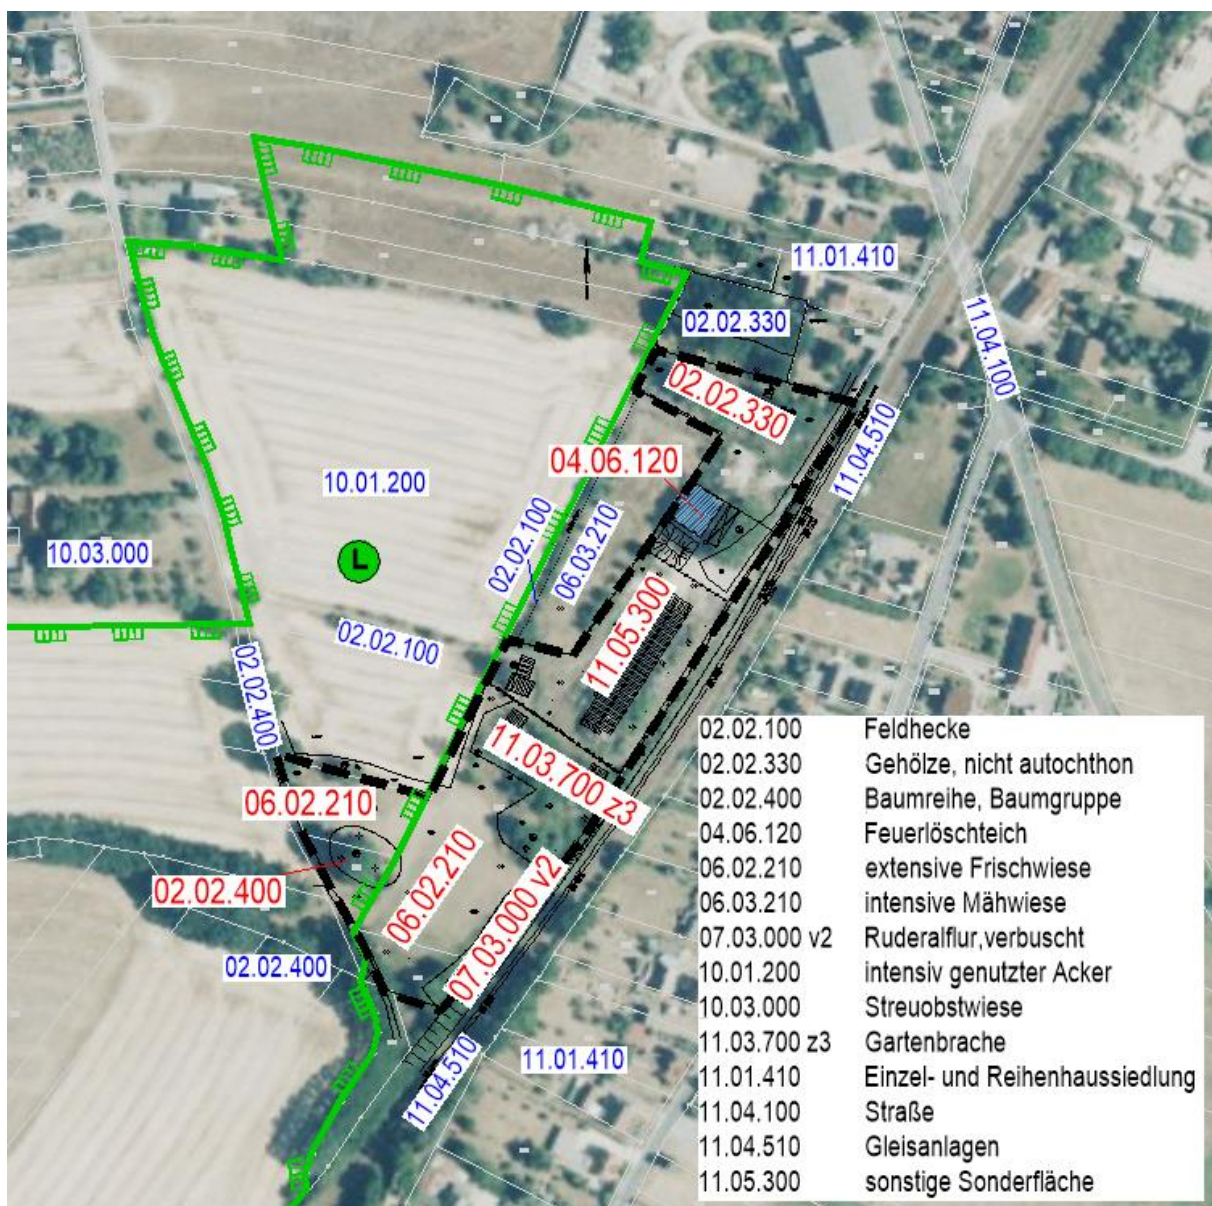 11.01.410
02.02.330
11.04.100
02.02.330
11.04.510
04.06.120
10.01.200
02.02.100
06.03.210
10.03.000
L
11.05.300
02.02.100
02.02.400
11.03.700 z3
06.02.210
06.02.210
02.02.400
07.03.000 v2
02.02.400
11.04.510
11.01.410
02.02.100 Feldhecke
02.02.330 Gehölze, nicht autochthon
02.02.400 Baumreihe, Baumgruppe
04.06.120 Feuerlöschteich
06.02.210 extensive Frischwiese
06.03.210 intensive Mähwiese
07.03.000 v2 Ruderalflur,verbuscht
10.01.200 intensiv genutzter Acker
10.03.000 Streuobstwiese
11.03.700 z3 Gartenbrache
11.01.410 Einzel- und Reihenhaussiedlung
11.04.100 Straße
11.04.510 Gleisanlagen
11.05.300 sonstige Sonderfläche